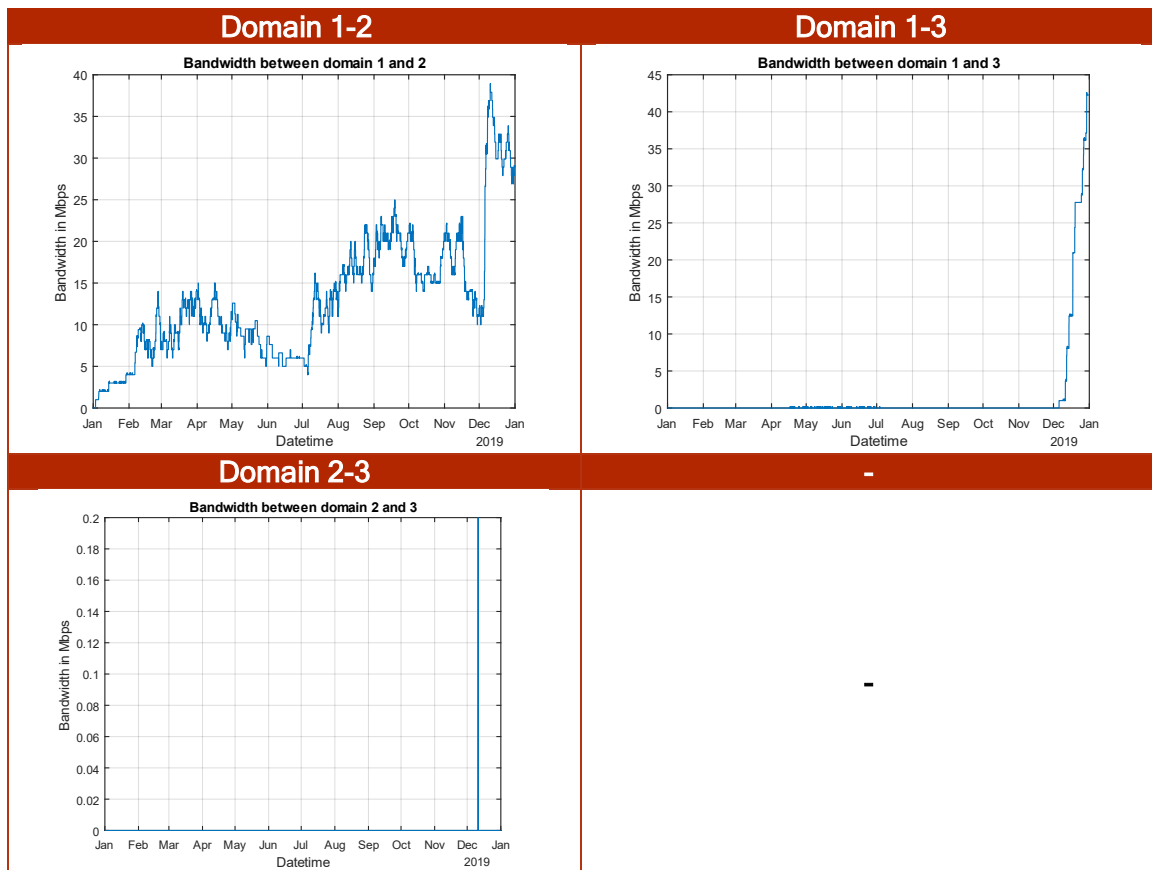 Domain 1-2
Domain 1-3
Bandwidth between domain 1 and 2
40
35
30
25
20
15
10
5
0
Bandwidth in Mbps
Jan Feb Mar Apr May Jun Jul Aug Sep Oct Nov Dec Jan
Datetime
2019
Bandwidth between domain 1 and 3
45
40
35
30
25
20
15
10
5
0
Bandwidth in Mbps
Jan Feb Mar Apr May Jun Jul Aug Sep Oct Nov Dec Jan
Datetime
2019
Domain 2-3
-
Bandwidth between domain 2 and 3
0.2
0.18
0.16
0.14
0.12
0.1
0.08
0.06
0.04
0.02
0
Bandwidth in Mbps
Jan Feb Mar Apr May Jun Jul Aug Sep Oct Nov Dec Jan
Datetime
2019
-